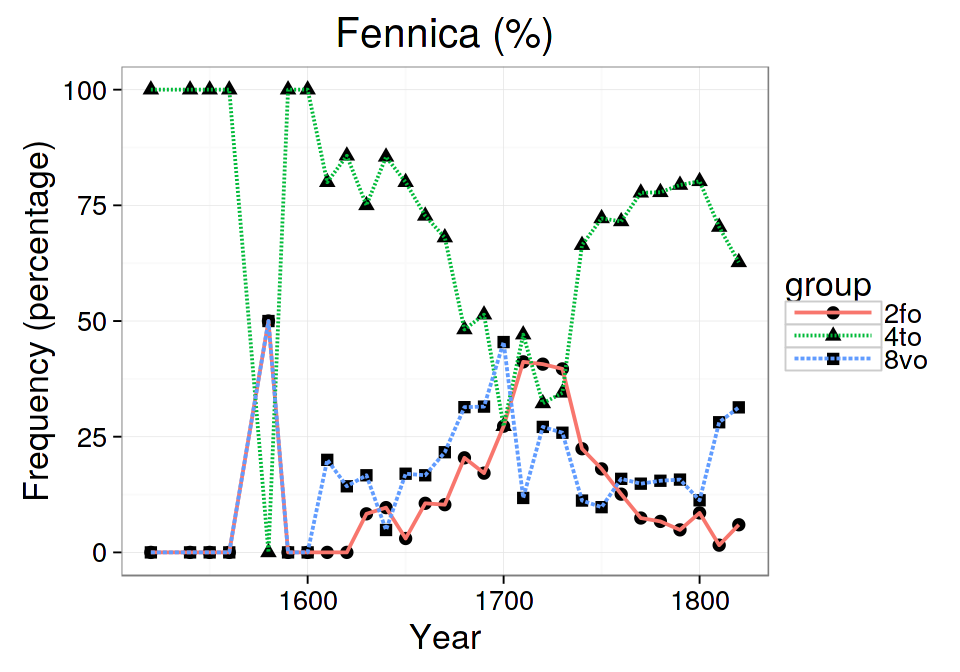 Fennica (%)
Frequency (percentage)
100
75
50
25
0
1600 1700 1800
Year
group
2fo
4to
8vo